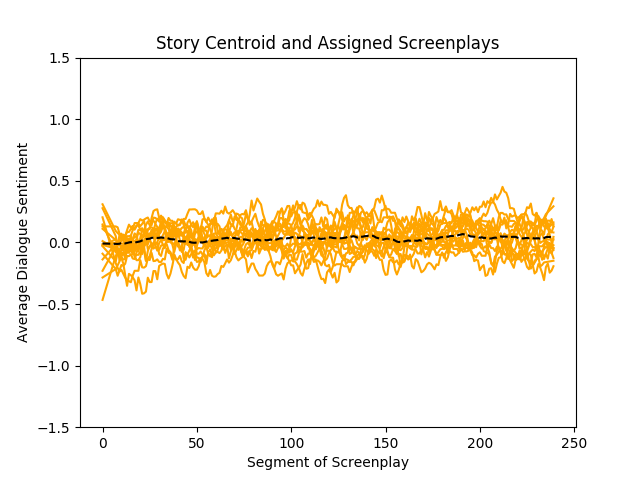 Story Centroid and Assigned Screenplays
1.5
1.0
0.5
0.0
−0.5
−1.0
−1.5
Average Dialogue Sentiment
0 50 100 150 200 250
Segment of Screenplay